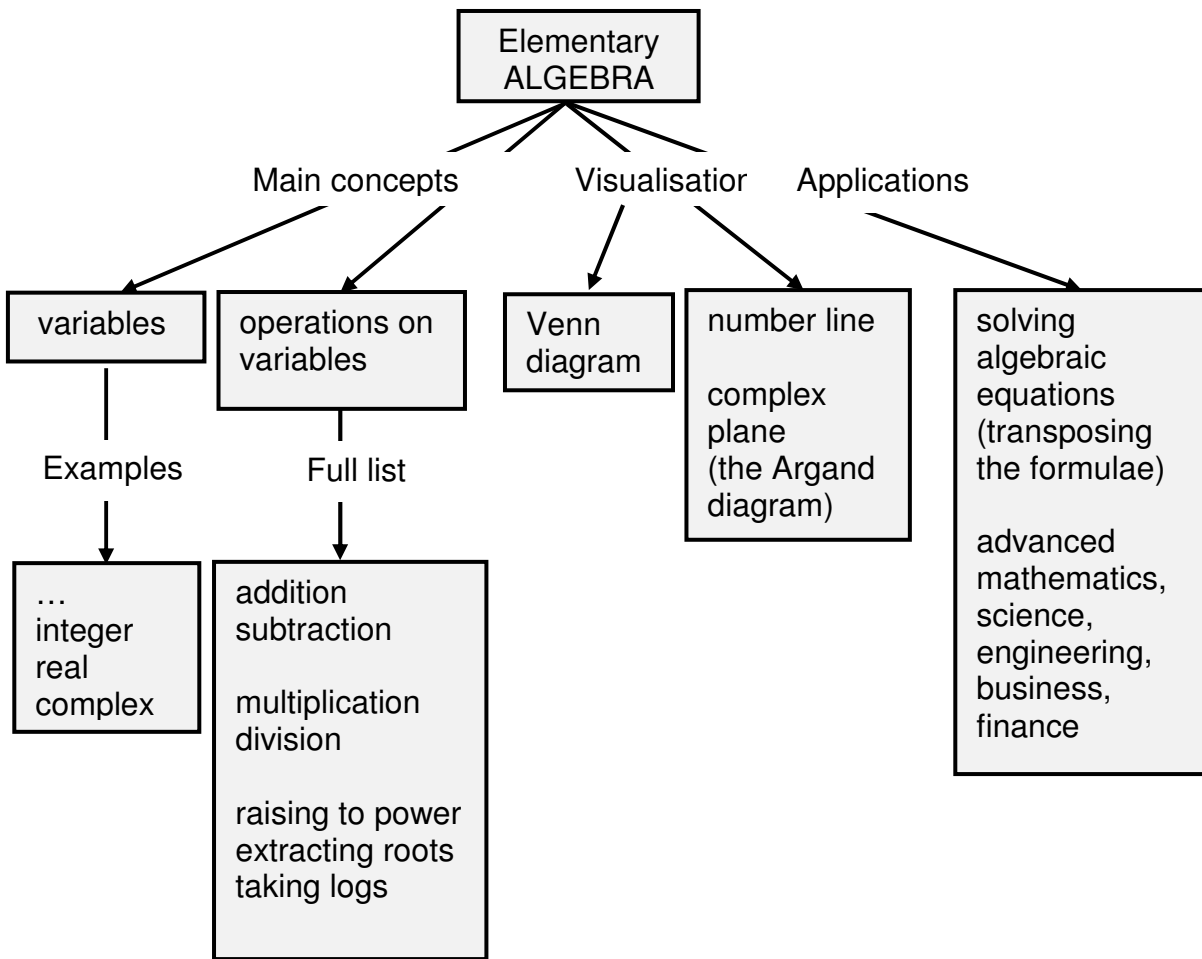 Elementary
ALGEBRA
Main concepts
Visualisation
Applications
variables
operations on
variables
Venn
diagram
number line
complex
plane
(the Argand
diagram)
solving
algebraic
equations
(transposing
the formulae)
advanced
mathematics,
science,
engineering,
business,
finance
Examples
Full list
…
integer
real
complex
addition
subtraction
multiplication
division
raising to power
extracting roots
taking logs